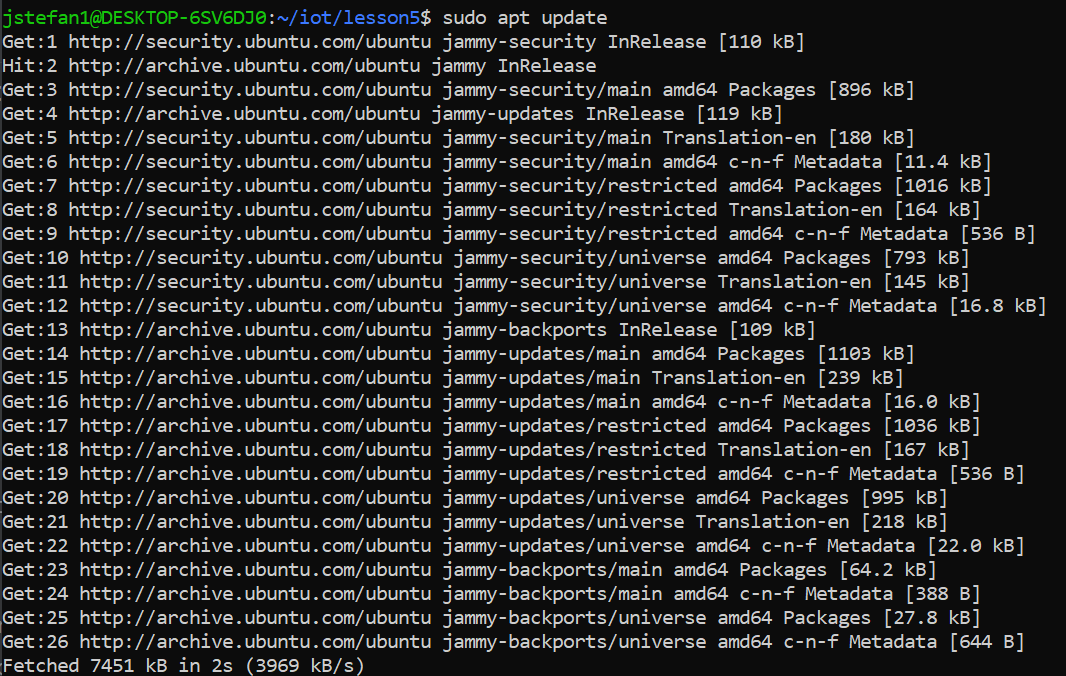 jstefan1@DESKTOP-6SV6DJ0:~/iot/lesson5$ sudo apt update
Get:1 http://security.ubuntu.com/ubuntu jammy-security InRelease [110 kB]
Hit:2 http://archive.ubuntu.com/ubuntu jammy InRelease
Get:3 http://security.ubuntu.com/ubuntu jammy-security/main amd64 Packages [896 kB]
Get:4 http://archive.ubuntu.com/ubuntu jammy-updates InRelease [119 kB]
Get:5 http://security.ubuntu.com/ubuntu jammy-security/main Translation-en [180 kB]
Get:6 http://security.ubuntu.com/ubuntu jammy-security/main amd64 c-n-f Metadata [11.4 kB]
Get:7 http://security.ubuntu.com/ubuntu jammy-security/restricted amd64 Packages [1016 kB]
Get:8 http://security.ubuntu.com/ubuntu jammy-security/restricted Translation-en [164 kB]
Get:9 http://security.ubuntu.com/ubuntu jammy-security/restricted amd64 c-n-f Metadata [536 B]
Get:10 http://security.ubuntu.com/ubuntu jammy-security/universe amd64 Packages [793 kB]
Get:11 http://security.ubuntu.com/ubuntu jammy-security/universe Translation-en [145 kB]
Get:12 http://security.ubuntu.com/ubuntu jammy-security/universe amd64 c-n-f Metadata [16.8 kB]
Get:13 http://archive.ubuntu.com/ubuntu jammy-backports InRelease [109 kB]
Get:14 http://archive.ubuntu.com/ubuntu jammy-updates/main amd64 Packages [1103 kB]
Get:15 http://archive.ubuntu.com/ubuntu jammy-updates/main Translation-en [239 kB]
Get:16 http://archive.ubuntu.com/ubuntu jammy-updates/main amd64 c-n-f Metadata [16.0 kB]
Get:17 http://archive.ubuntu.com/ubuntu jammy-updates/restricted amd64 Packages [1036 kB]
Get:18 http://archive.ubuntu.com/ubuntu jammy-updates/restricted Translation-en [167 kB]
Get:19 http://archive.ubuntu.com/ubuntu jammy-updates/restricted amd64 c-n-f Metadata [536 B]
Get:20 http://archive.ubuntu.com/ubuntu jammy-updates/universe amd64 Packages [995 kB]
Get:21 http://archive.ubuntu.com/ubuntu jammy-updates/universe Translation-en [218 kB]
Get:22 http://archive.ubuntu.com/ubuntu jammy-updates/universe amd64 c-n-f Metadata [22.0 kB]
Get:23 http://archive.ubuntu.com/ubuntu jammy-backports/main amd64 Packages [64.2 kB]
Get:24 http://archive.ubuntu.com/ubuntu jammy-backports/main amd64 c-n-f Metadata [388 B]
Get:25 http://archive.ubuntu.com/ubuntu jammy-backports/universe amd64 Packages [27.8 kB]
Get:26 http://archive.ubuntu.com/ubuntu jammy-backports/universe amd64 c-n-f Metadata [644 B]
Fetched 7451 kB in 2s (3969 kB/s)